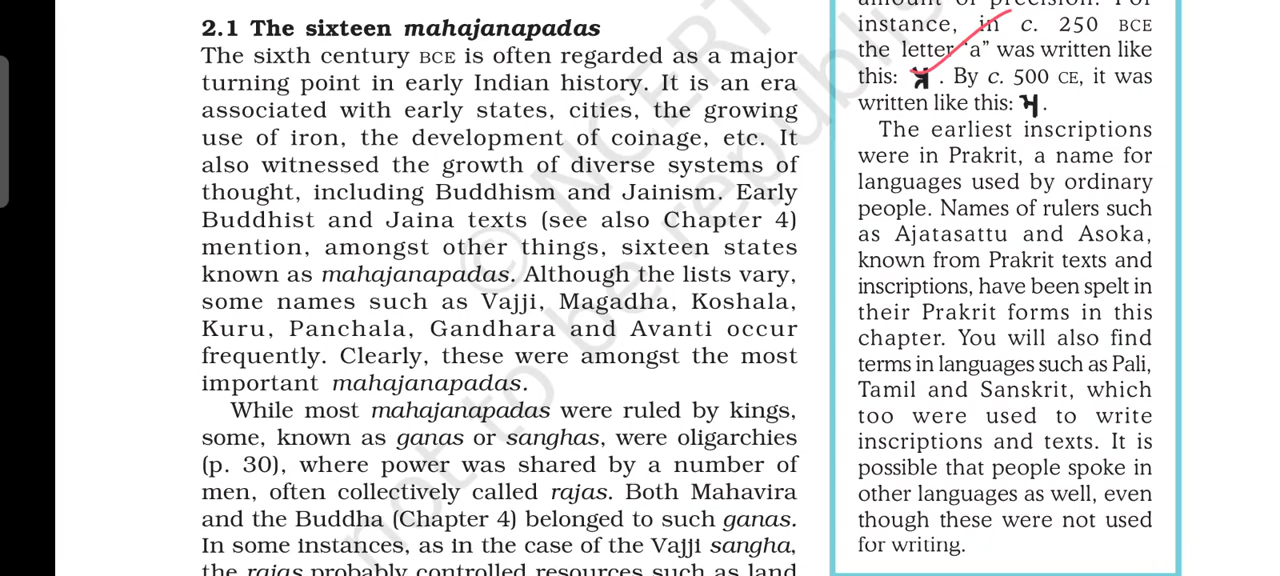 2.1 The sixteen mahajanapadas
The sixth century BCE is often regarded as a major
turning point in early Indian history. It is an era
associated with early states, cities, the growing
use of iron, the development of coinage, etc. It
also witnessed the growth of diverse systems of
thought, including Buddhism and Jainism. Early
Buddhist and Jaina texts (see also Chapter 4)
mention, amongst other things, sixteen states
known as mahajanapadas. Although the lists vary,
some names such as Vajji, Magadha, Koshala,
Kuru, Panchala, Gandhara and Avanti occur
frequently. Clearly, these were amongst the most
important mahajanapadas.
While most mahajanapadas were ruled by kings,
some, known as ganas or sanghas, were oligarchies
(p. 30), where power was shared by a number of
men, often collectively called rajas. Both Mahavira
and the Buddha (Chapter 4) belonged to such ganas.
In some instances, as in the case of the Vajji sangha,
the rajas probably controlled resources such as land
amount of precision. For
instance, in c. 250 BCE
the letter “a” was written like
this: 𑀅 . By c. 500 CE, it was
written like this: .
The earliest inscriptions
were in Prakrit, a name for
languages used by ordinary
people. Names of rulers such
as Ajatasattu and Asoka,
known from Prakrit texts and
inscriptions, have been spelt in
their Prakrit forms in this
chapter. You will also find
terms in languages such as Pali,
Tamil and Sanskrit, which
too were used to write
inscriptions and texts. It is
possible that people spoke in
other languages as well, even
though these were not used
for writing.
© NCERT
not to be republished